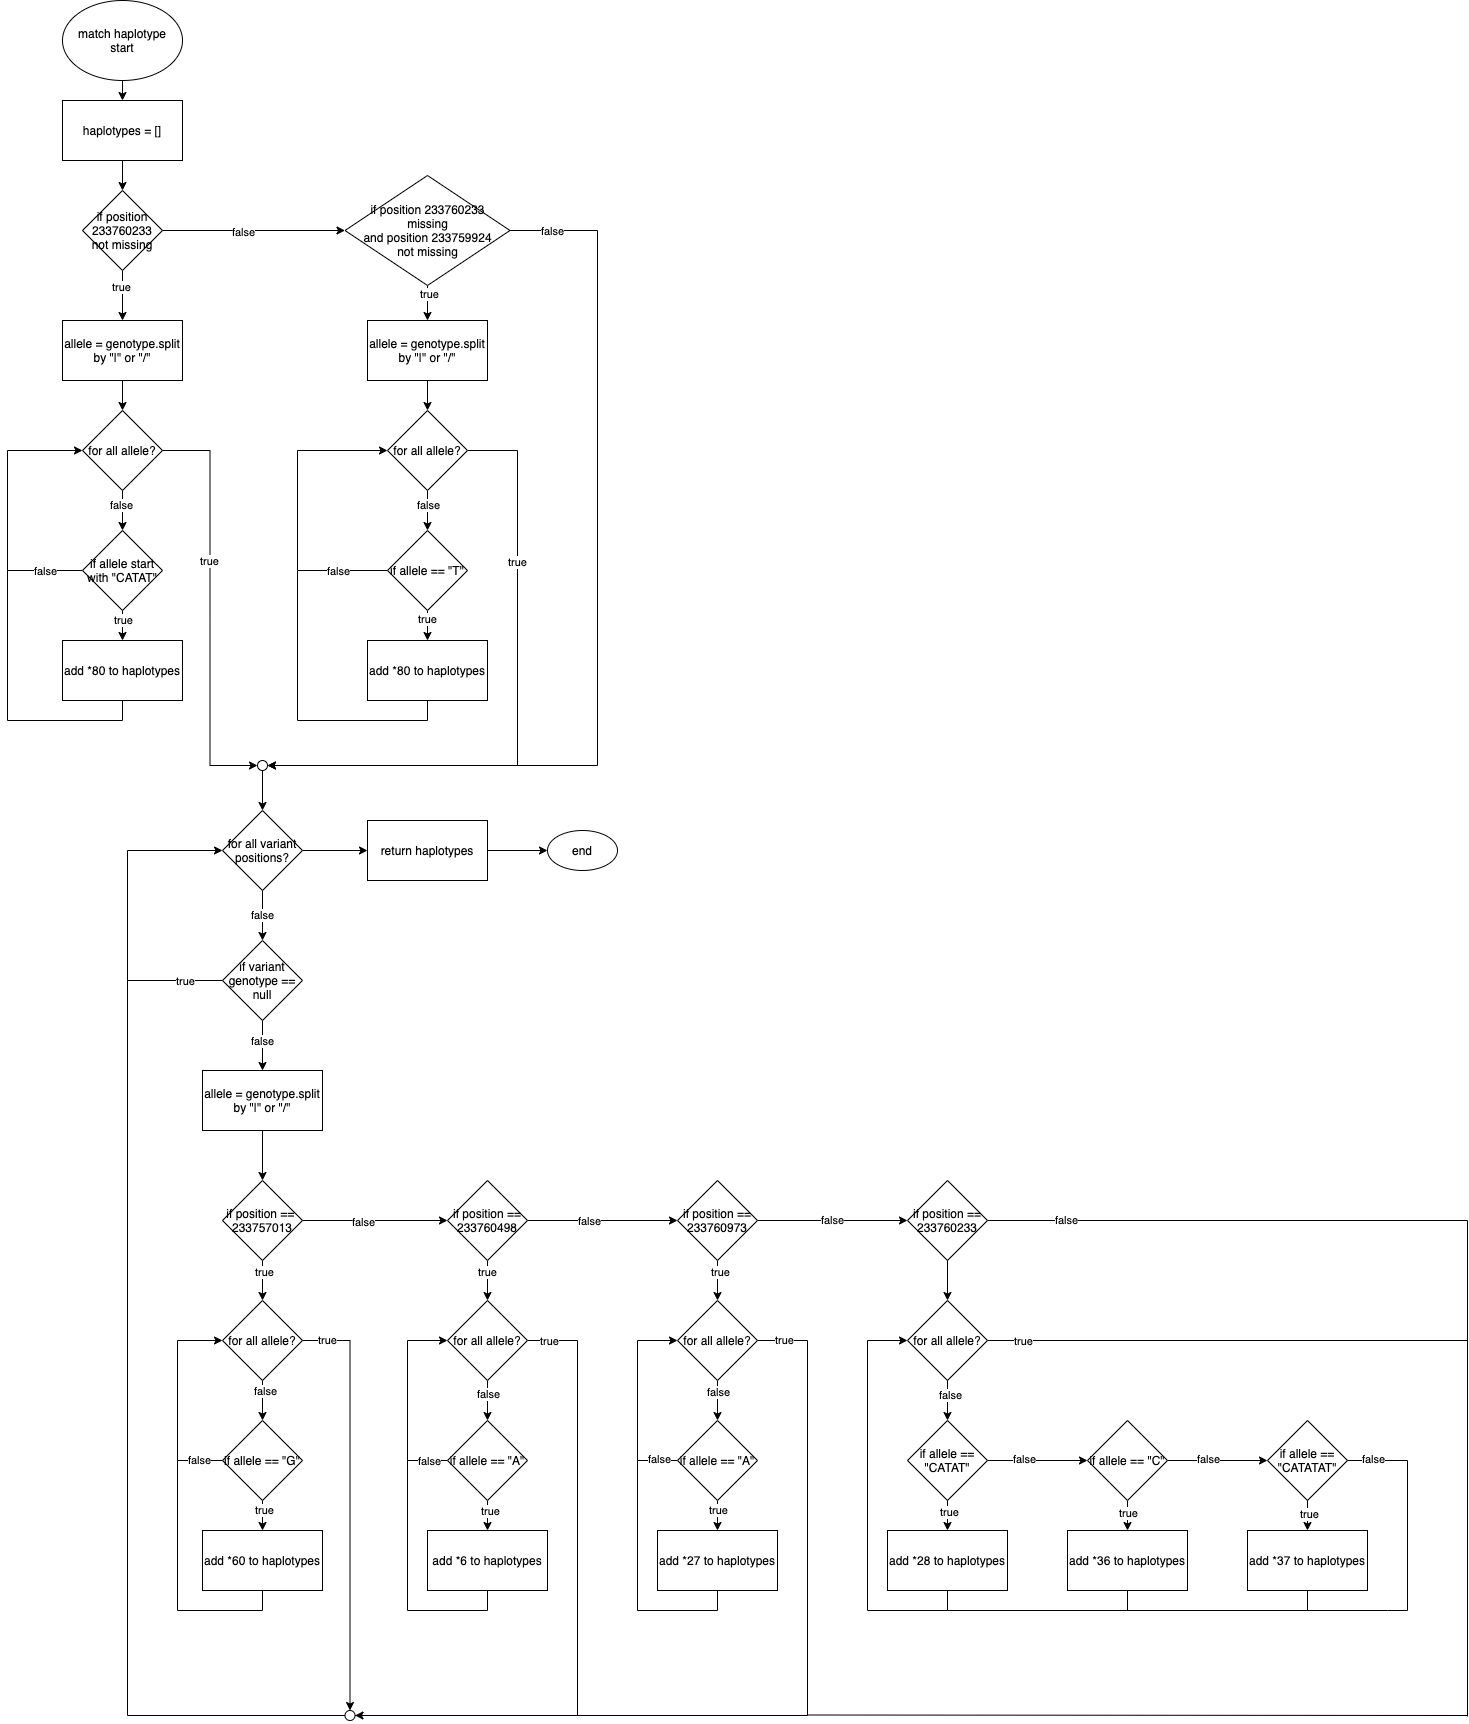 match haplotype
start
haplotypes = []
if position
233760233
not missing
false
if position 233760233
missing
and position 233759924
not missing
false
true
true
allele = genotype.split
by "|" or "/"
allele = genotype.split
by "|" or "/"
for all allele?
for all allele?
false
false
true
true
if allele start
with "CATAT"
false
if allele == "T"
false
true
true
add *80 to haplotypes
add *80 to haplotypes
for all variant
positions?
return haplotypes
end
false
if variant
genotype ==
null
true
false
allele = genotype.split
by "|" or "/"
if position ==
233757013
false
if position ==
233760498
false
if position ==
233760973
false
if position ==
233760233
false
true
true
true
for all allele?
true
for all allele?
true
for all allele?
true
for all allele?
true
false
false
false
false
false
if allele == "G"
false
if allele == "A"
false
if allele == "A"
if allele ==
"CATAT"
false
if allele == "C"
false
if allele ==
"CATATAT"
false
true
true
true
true
true
true
add *60 to haplotypes
add *6 to haplotypes
add *27 to haplotypes
add *28 to haplotypes
add *36 to haplotypes
add *37 to haplotypes